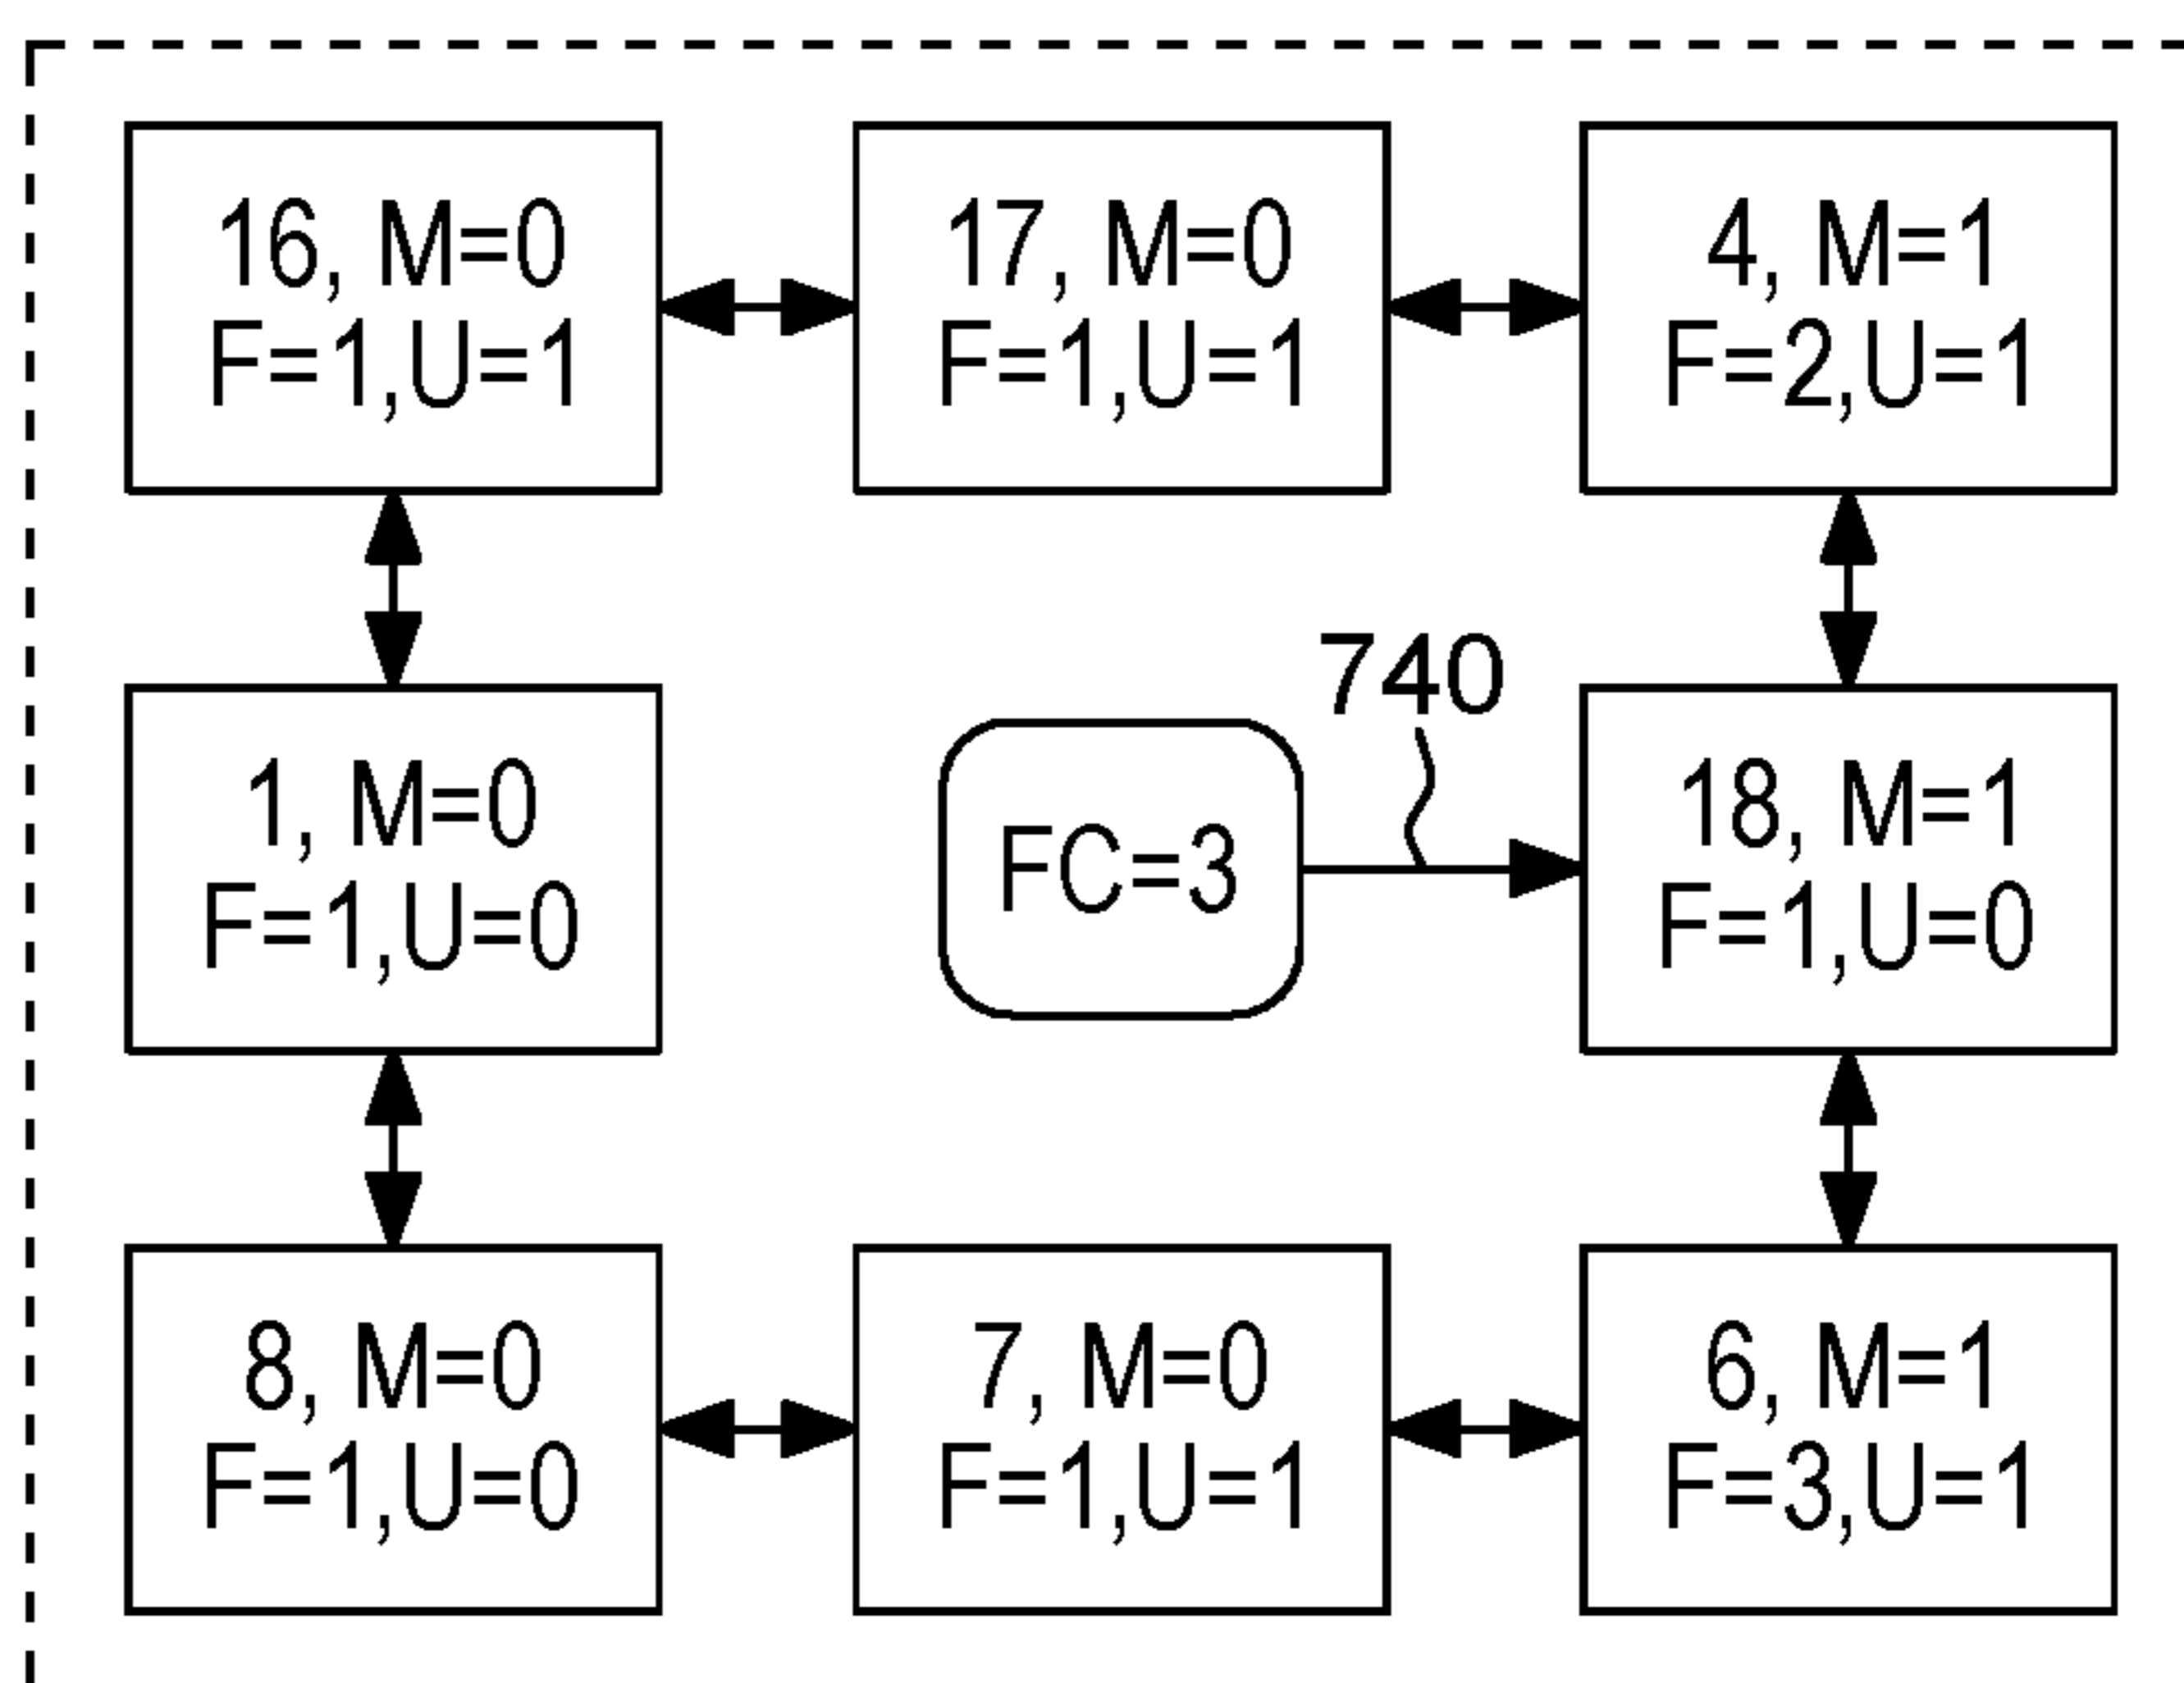 16, M=0
F=1,U=1
17, M=0
F=1,U=1
4, M=1
F=2,U=1
1, M=0
F=1,U=0
740
FC=3
18, M=1
F=1,U=0
8, M=0
F=1,U=0
7, M=0
F=1,U=1
6, M=1
F=3,U=1